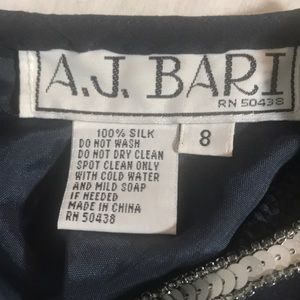 A.J. BARI
RN 50438
8
100% SILK
DO NOT WASH
DO NOT DRY CLEAN
SPOT CLEAN ONLY
WITH COLD WATER
AND MILD SOAP
IF NEEDED
MADE IN CHINA
RN 50438